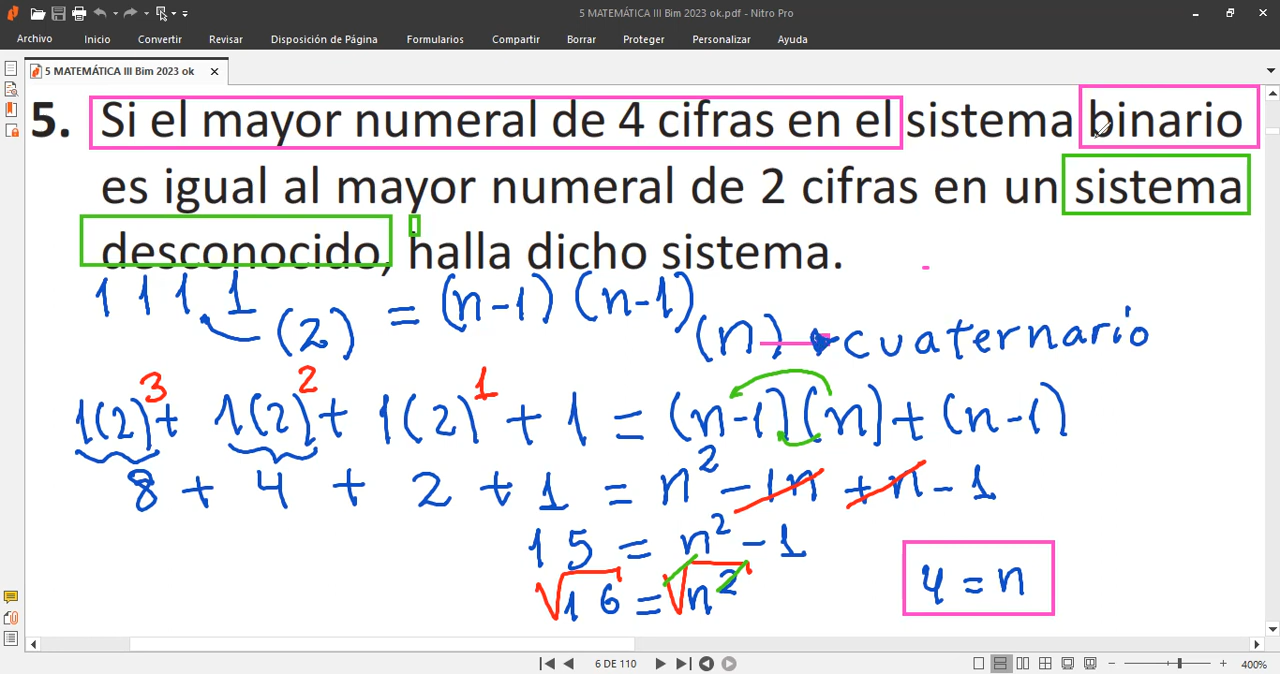 5 MATEMÁTICA III Bim 2023 ok.pdf - Nitro Pro
Archivo Inicio Convertir Revisar Disposición de Página Formularios Compartir Borrar Proteger Personalizar Ayuda
5 MATEMÁTICA III Bim 2023 ok
5. Si el mayor numeral de 4 cifras en el sistema binario
es igual al mayor numeral de 2 cifras en un sistema
desconocido, halla dicho sistema.
1 1 1 1 (2) = (n-1) (n-1) (n) → cuaternario
1(2)³ + 1(2)² + 1(2)¹ + 1 = (n-1)(n) + (n-1)
8 + 4 + 2 + 1 = n² - 1n + n - 1
15 = n² - 1
√16 = √n² 4 = n
6 DE 110 400%